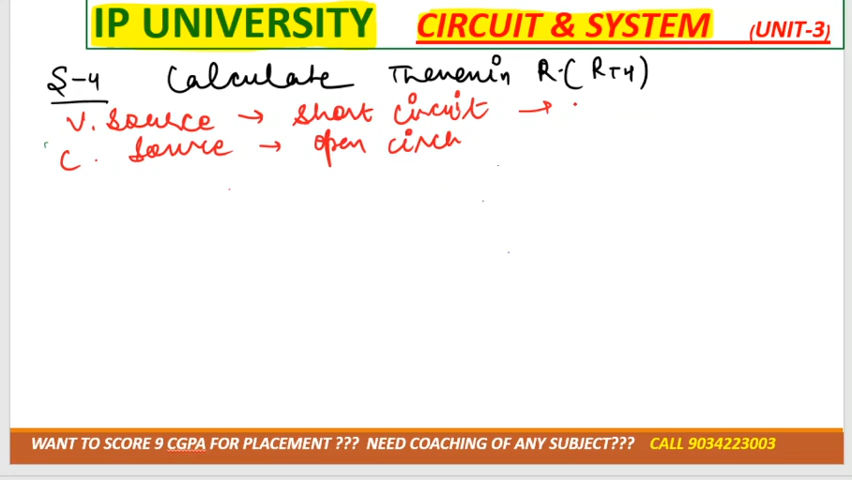 IP UNIVERSITY CIRCUIT & SYSTEM (UNIT-3)
S-4 Calculate Thevenin R.(RTH)
V. Source → Short circuit →
C. Source → open circu
WANT TO SCORE 9 CGPA FOR PLACEMENT ??? NEED COACHING OF ANY SUBJECT??? CALL 9034223003